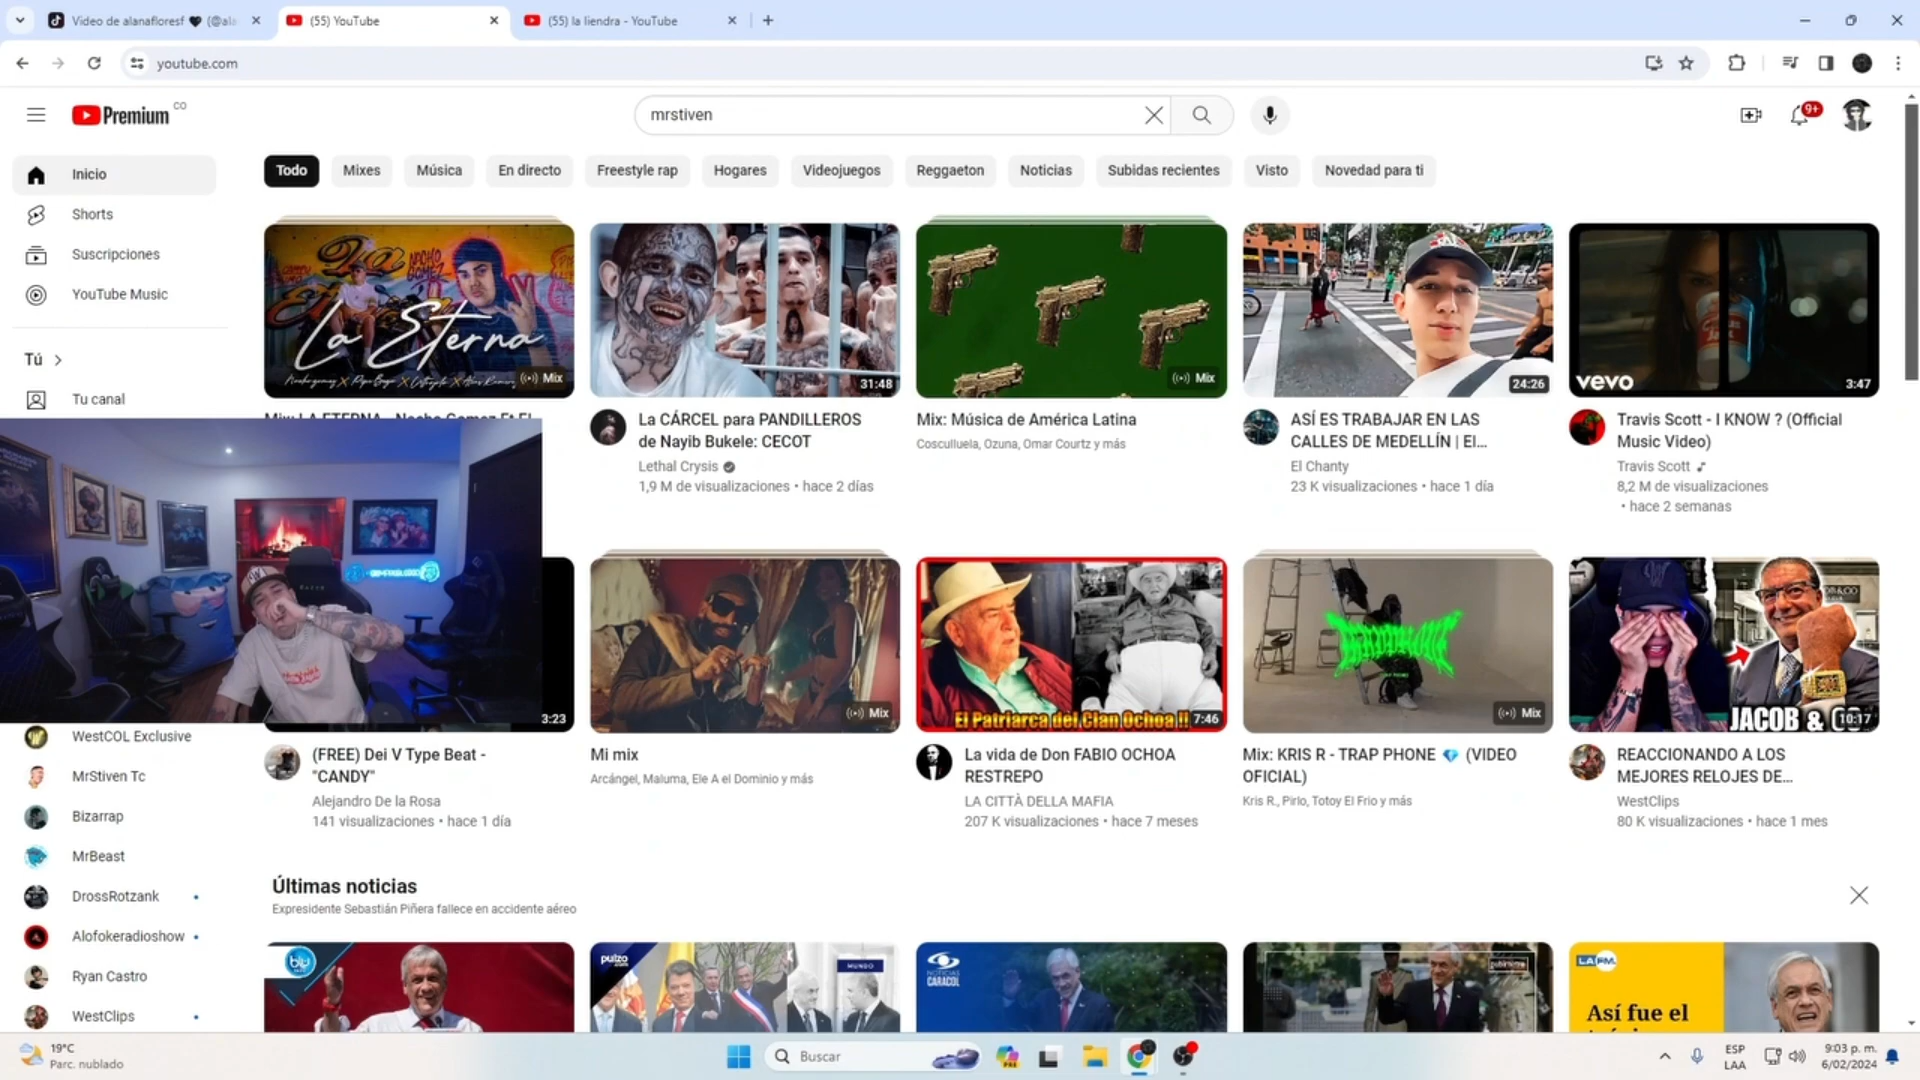 Video de alanafloresf 🖤 (@ala
(55) YouTube
(55) la liendra - YouTube
youtube.com
Premium CO
mrstiven
9+
Todo
Mixes
Música
En directo
Freestyle rap
Hogares
Videojuegos
Reggaeton
Noticias
Subidas recientes
Visto
Novedad para ti
Inicio
Shorts
Suscripciones
YouTube Music
Tú
Tu canal
La Eterna
Mix
31:48
Mix
24:26
vevo
3:47
La CÁRCEL para PANDILLEROS
de Nayib Bukele: CECOT
Lethal Crysis
1,9 M de visualizaciones • hace 2 días
Mix: Música de América Latina
Cosculluela, Ozuna, Omar Courtz y más
ASÍ ES TRABAJAR EN LAS
CALLES DE MEDELLÍN | El...
El Chanty
23 K visualizaciones • hace 1 día
Travis Scott - I KNOW ? (Official
Music Video)
Travis Scott
8,2 M de visualizaciones
• hace 2 semanas
3:23
Mix
El Patriarca del Clan Ochoa !!
7:46
Mix
JACOB & CO
10:17
WestCOL Exclusive
MrStiven Tc
Bizarrap
MrBeast
DrossRotzank
Alofokeradioshow
Ryan Castro
WestClips
(FREE) Dei V Type Beat -
"CANDY"
Alejandro De la Rosa
141 visualizaciones • hace 1 día
Mi mix
Arcángel, Maluma, Ele A el Dominio y más
La vida de Don FABIO OCHOA
RESTREPO
LA CITTÀ DELLA MAFIA
207 K visualizaciones • hace 7 meses
Mix: KRIS R - TRAP PHONE 💎 (VIDEO
OFICIAL)
Kris R., Pirlo, Totoy El Frio y más
REACCIONANDO A LOS
MEJORES RELOJES DE...
WestClips
80 K visualizaciones • hace 1 mes
Últimas noticias
Expresidente Sebastián Piñera fallece en accidente aéreo
blu
pulzo
MUNDO
NOTICIAS
CARACOL
LA FM.
Así fue el
19°C
Parc. nublado
Buscar
ESP
LAA
9:03 p. m.
6/02/2024